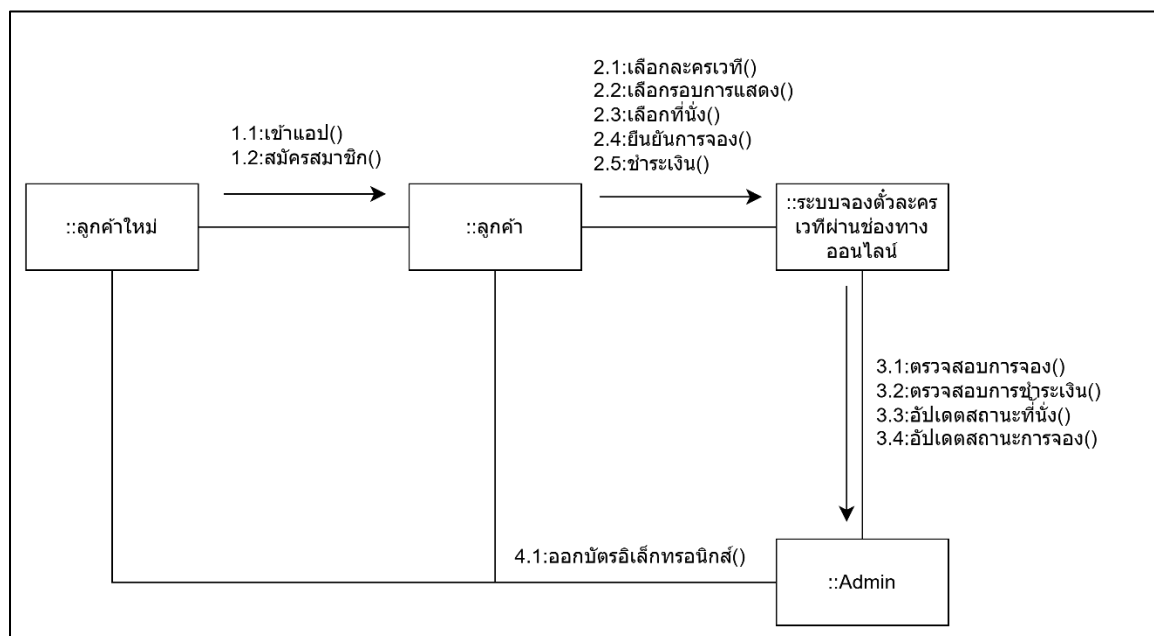 2.1:เลือกละครเวที()
2.2:เลือกรอบการแสดง()
2.3:เลือกที่นั่ง()
2.4:ยืนยันการจอง()
2.5:ชำระเงิน()
1.1:เข้าแอป()
1.2:สมัครสมาชิก()
::ลูกค้าใหม่
::ลูกค้า
::ระบบจองตั๋วละคร
เวทีผ่านช่องทาง
ออนไลน์
3.1:ตรวจสอบการจอง()
3.2:ตรวจสอบการชำระเงิน()
3.3:อัปเดตสถานะที่นั่ง()
3.4:อัปเดตสถานะการจอง()
4.1:ออกบัตรอิเล็กทรอนิกส์()
::Admin